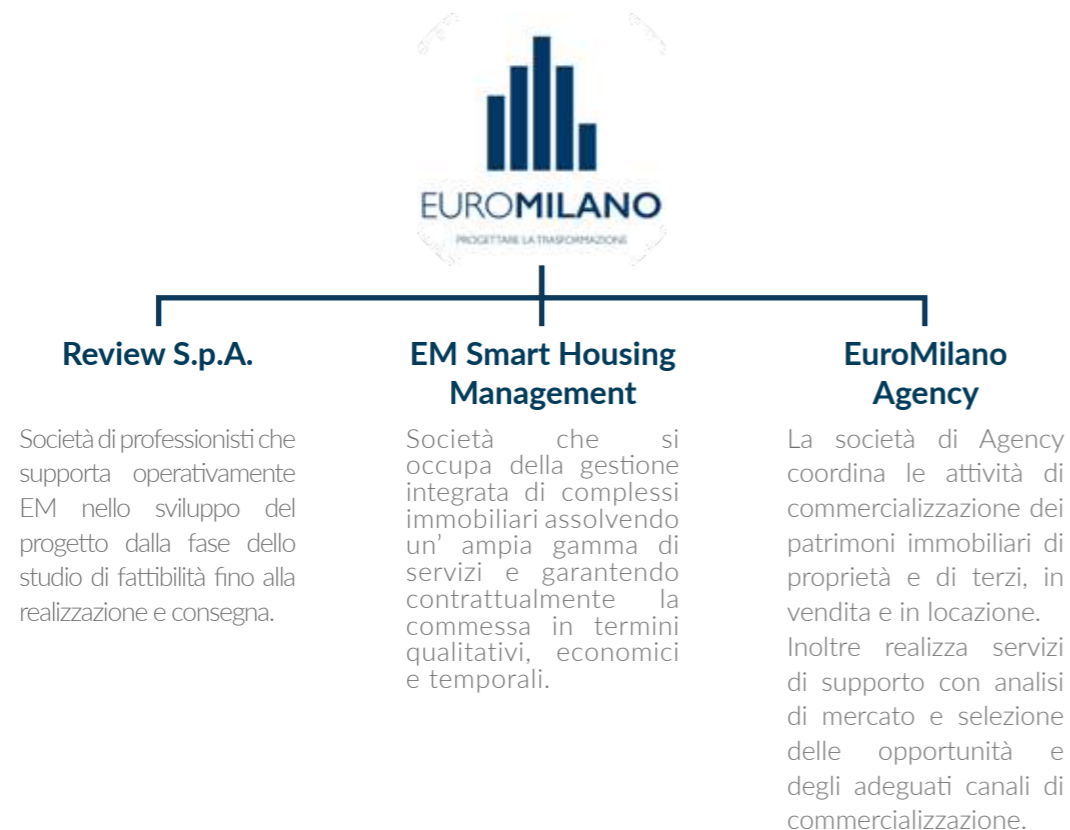 EUROMILANO
PROGETTARE LA TRASFORMAZIONE
Review S.p.A.
Società di professionisti che
supporta operativamente
EM nello sviluppo del
progetto dalla fase dello
studio di fattibilità fino alla
realizzazione e consegna.
EM Smart Housing
Management
Società che si
occupa della gestione
integrata di complessi
immobiliari assolvendo
un’ ampia gamma di
servizi e garantendo
contrattualmente la
commessa in termini
qualitativi, economici
e temporali.
EuroMilano
Agency
La società di Agency
coordina le attività di
commercializzazione dei
patrimoni immobiliari di
proprietà e di terzi, in
vendita e in locazione.
Inoltre realizza servizi
di supporto con analisi
di mercato e selezione
delle opportunità e
degli adeguati canali di
commercializzazione.